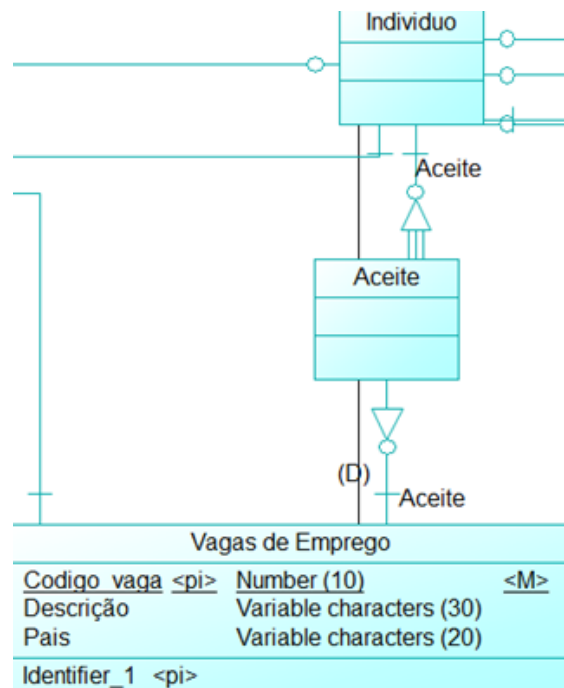 Individuo
Aceite
Aceite
(D)
Aceite
Vagas de Emprego
Codigo_vaga <pi> Number (10) <M>
Descrição Variable characters (30)
Pais Variable characters (20)
Identifier_1 <pi>